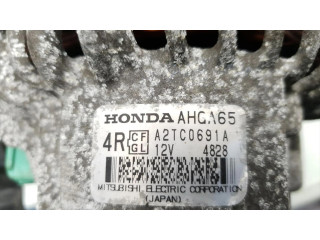 HONDA AHGA65
4R CF GL A2TC0691A
12V 4828
MITSUBISHI ELECTRIC CORPORATION
(JAPAN)